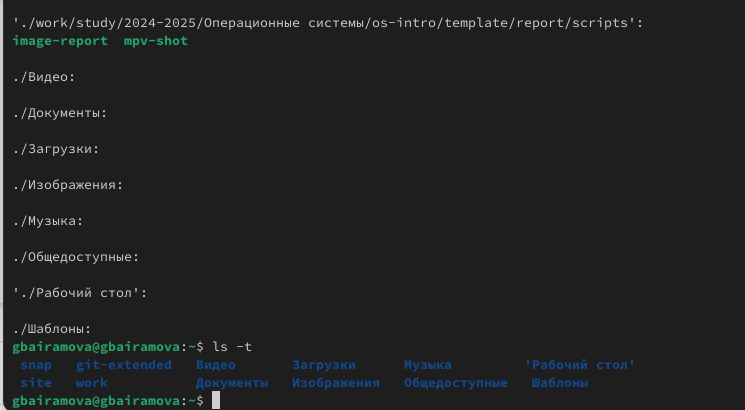 './work/study/2024-2025/Операционные системы/os-intro/template/report/scripts':
image-report  mpv-shot
./Видео:
./Документы:
./Загрузки:
./Изображения:
./Музыка:
./Общедоступные:
'./Рабочий стол':
./Шаблоны:
gbairamova@gbairamova:~$ ls -t
snap   git-extended   Видео       Загрузки      Музыка         'Рабочий стол'
site   work           Документы   Изображения   Общедоступные   Шаблоны
gbairamova@gbairamova:~$